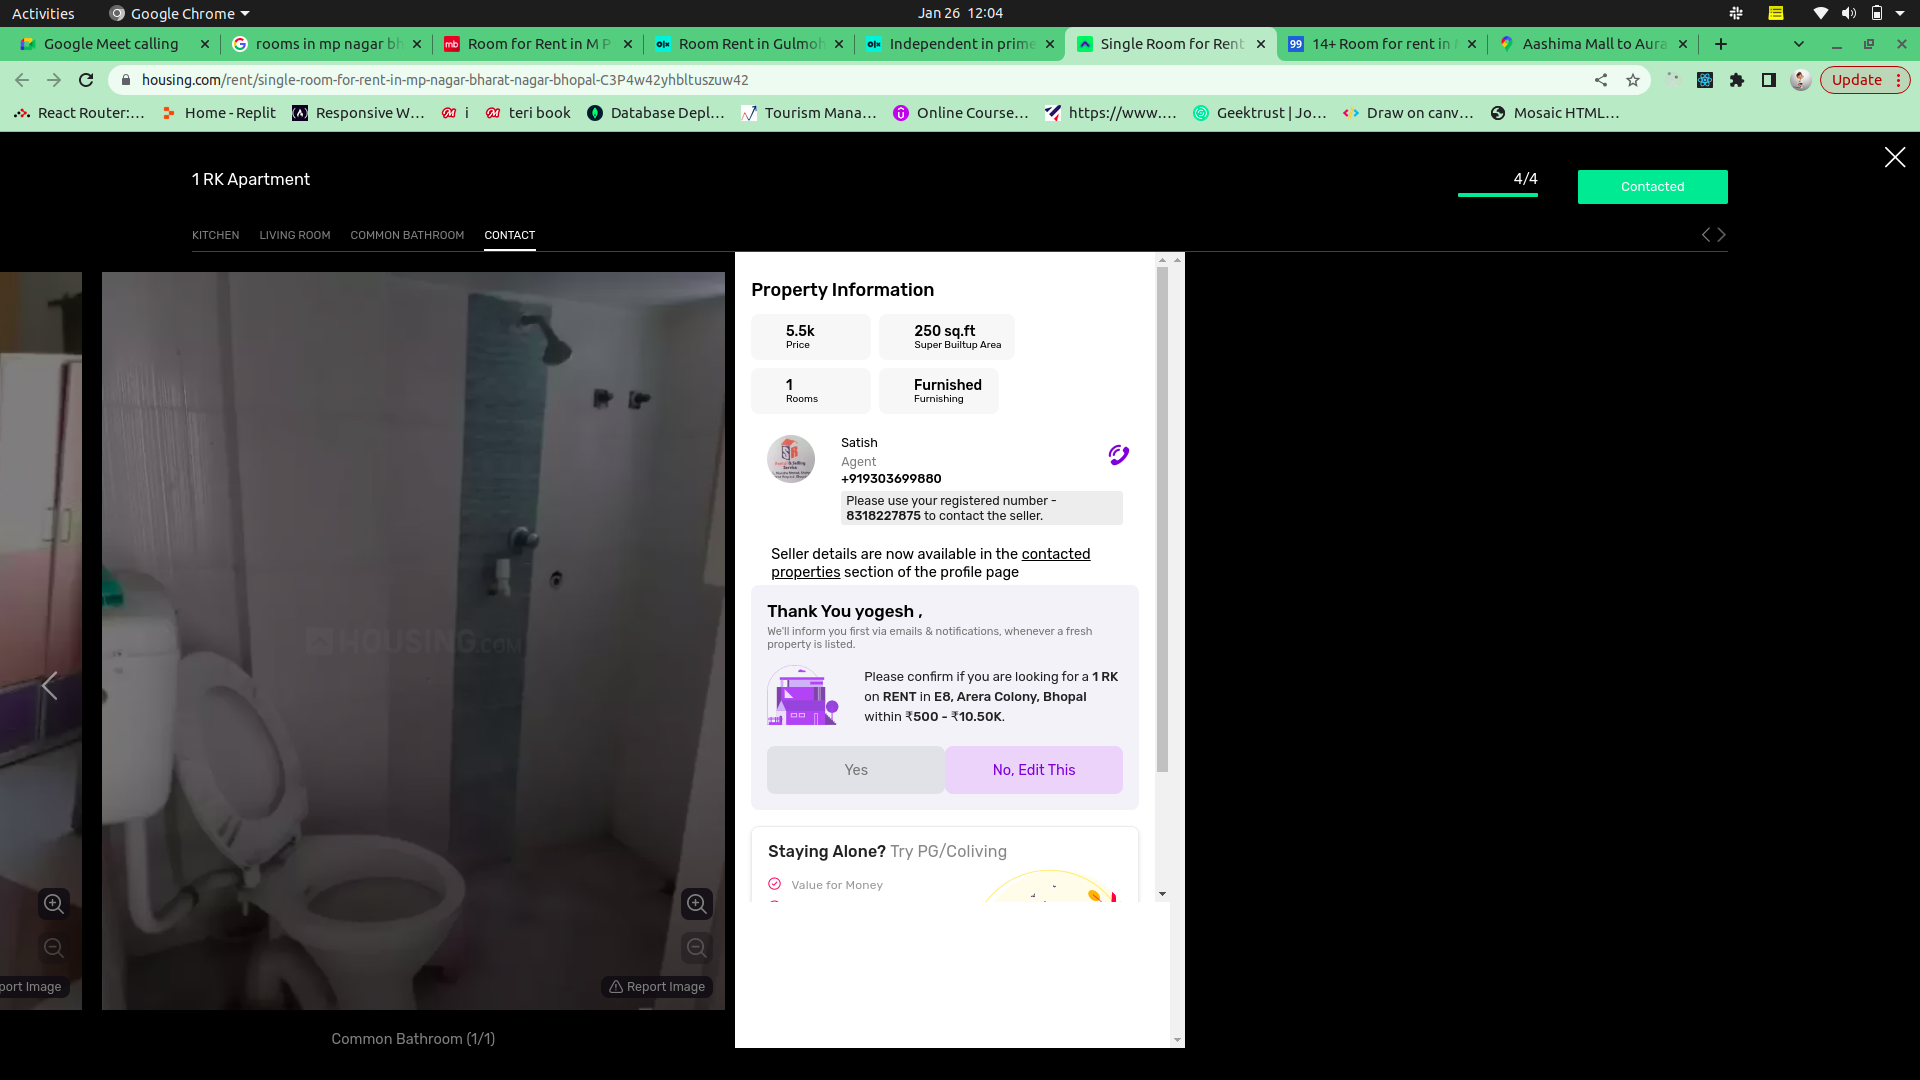 Activities
Google Chrome
Jan 26 12:04
Google Meet calling
rooms in mp nagar bh
Room for Rent in M P
Room Rent in Gulmoh
Independent in prime
Single Room for Rent
14+ Room for rent in
Aashima Mall to Aura
housing.com/rent/single-room-for-rent-in-mp-nagar-bharat-nagar-bhopal-C3P4w42yhbltuszuw42
Update
React Router:...
Home - Replit
Responsive W...
i
teri book
Database Depl...
Tourism Mana...
Online Course...
https://www....
Geektrust | Jo...
Draw on canv...
Mosaic HTML...
1 RK Apartment
4/4
Contacted
KITCHEN
LIVING ROOM
COMMON BATHROOM
CONTACT
Property Information
5.5k
Price
250 sq.ft
Super Builtup Area
1
Rooms
Furnished
Furnishing
Satish
Agent
+919303699880
Please use your registered number -
8318227875 to contact the seller.
Seller details are now available in the contacted
properties section of the profile page
Thank You yogesh ,
We'll inform you first via emails & notifications, whenever a fresh
property is listed.
Please confirm if you are looking for a 1 RK
on RENT in E8, Arera Colony, Bhopal
within ₹500 - ₹10.50K.
Yes
No, Edit This
Staying Alone? Try PG/Coliving
Value for Money
HOUSING.COM
port Image
Report Image
Common Bathroom (1/1)